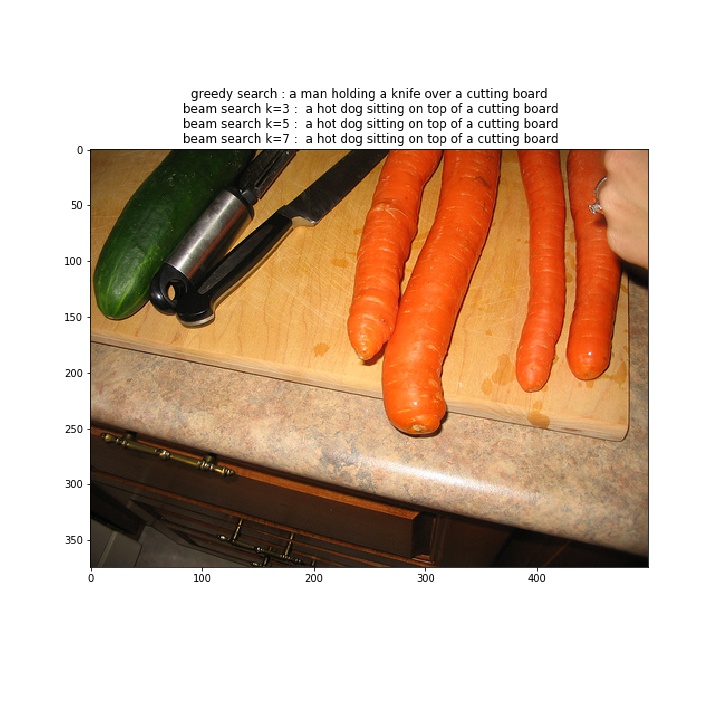 greedy search : a man holding a knife over a cutting board
beam search k=3 :  a hot dog sitting on top of a cutting board
beam search k=5 :  a hot dog sitting on top of a cutting board
beam search k=7 :  a hot dog sitting on top of a cutting board
0
50
100
150
200
250
300
350
0 100 200 300 400